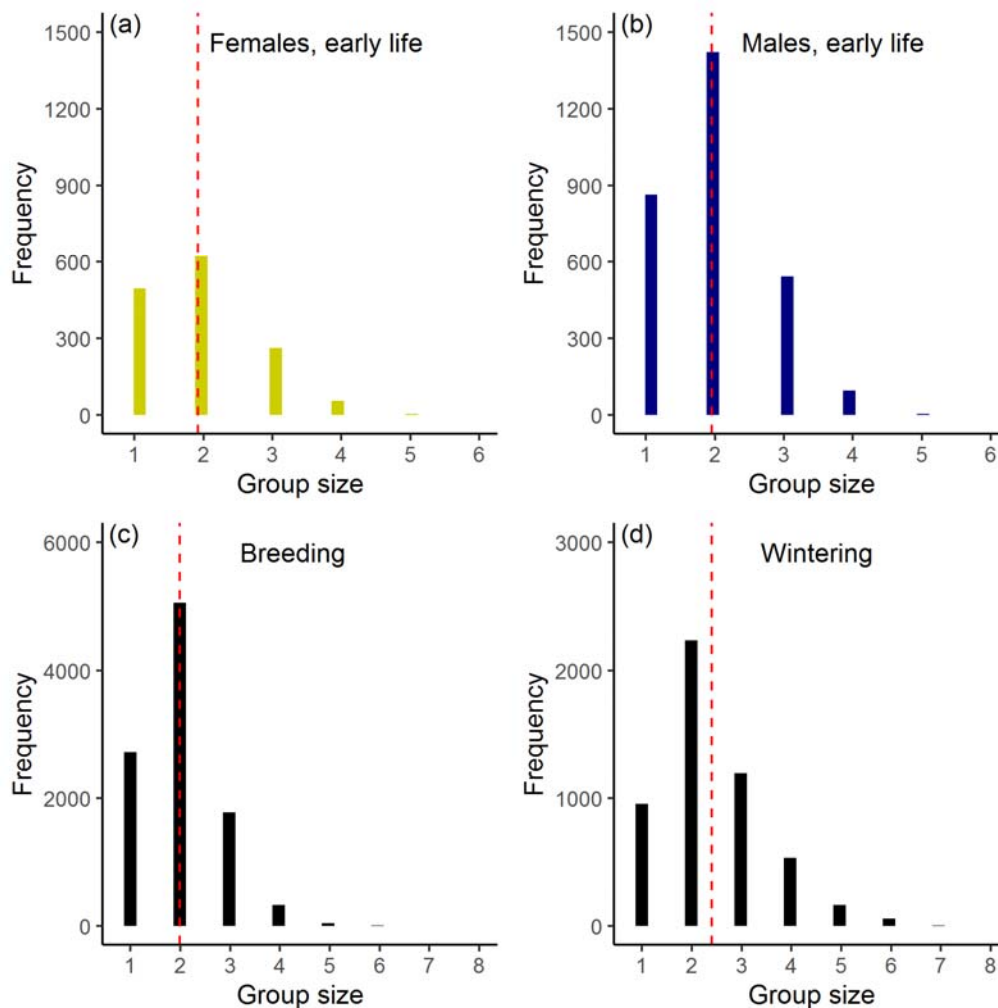 (a)
Females, early life
1500
1200
900
600
300
0
Frequency
1 2 3 4 5 6
Group size
(b)
Males, early life
1500
1200
900
600
300
0
Frequency
1 2 3 4 5 6
Group size
(c)
Breeding
6000
4000
2000
0
Frequency
1 2 3 4 5 6 7 8
Group size
(d)
Wintering
3000
2000
1000
0
Frequency
1 2 3 4 5 6 7 8
Group size